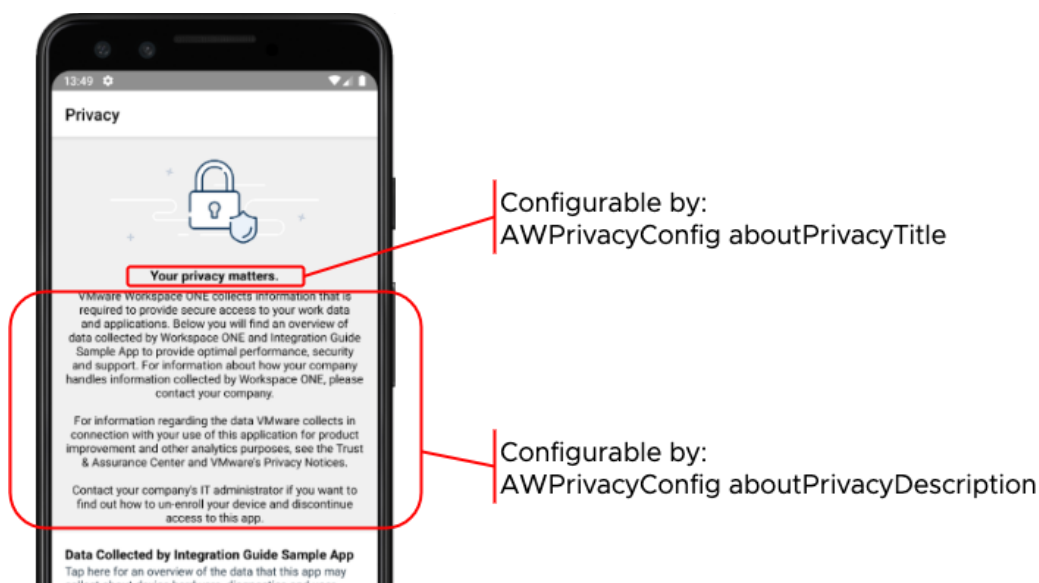 13:49
Privacy
Your privacy matters.
VMware Workspace ONE collects information that is
required to provide secure access to your work data
and applications. Below you will find an overview of
data collected by Workspace ONE and Integration Guide
Sample App to provide optimal performance, security
and support. For information about how your company
handles information collected by Workspace ONE, please
contact your company.
For information regarding the data VMware collects in
connection with your use of this application for product
improvement and other analytics purposes, see the Trust
& Assurance Center and VMware's Privacy Notices.
Contact your company's IT administrator if you want to
find out how to un-enroll your device and discontinue
access to this app.
Data Collected by Integration Guide Sample App
Tap here for an overview of the data that this app may
Configurable by:
AWPrivacyConfig aboutPrivacyTitle
Configurable by:
AWPrivacyConfig aboutPrivacyDescription